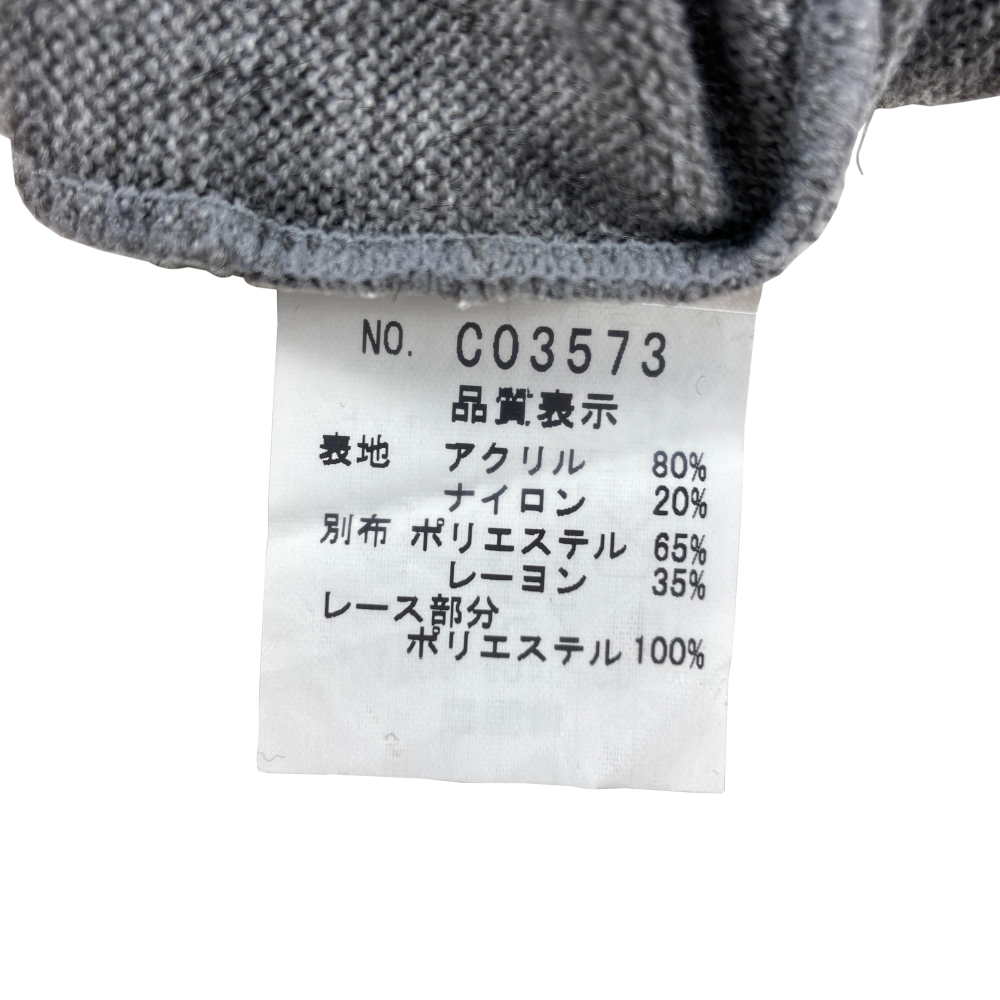 NO. C03573
品質表示
表地 アクリル 80%
ナイロン 20%
別布 ポリエステル 65%
レーヨン 35%
レース部分
ポリエステル 100%